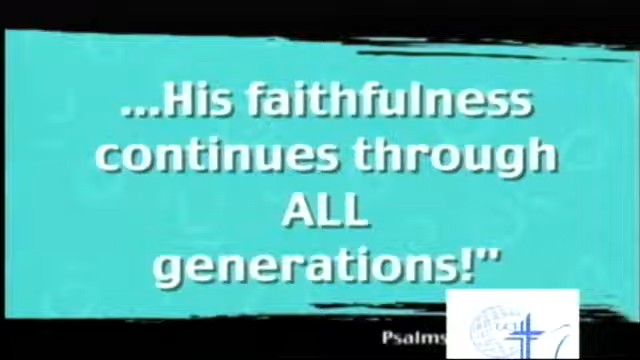 ...His faithfulness
continues through
ALL
generations!"
Psalms